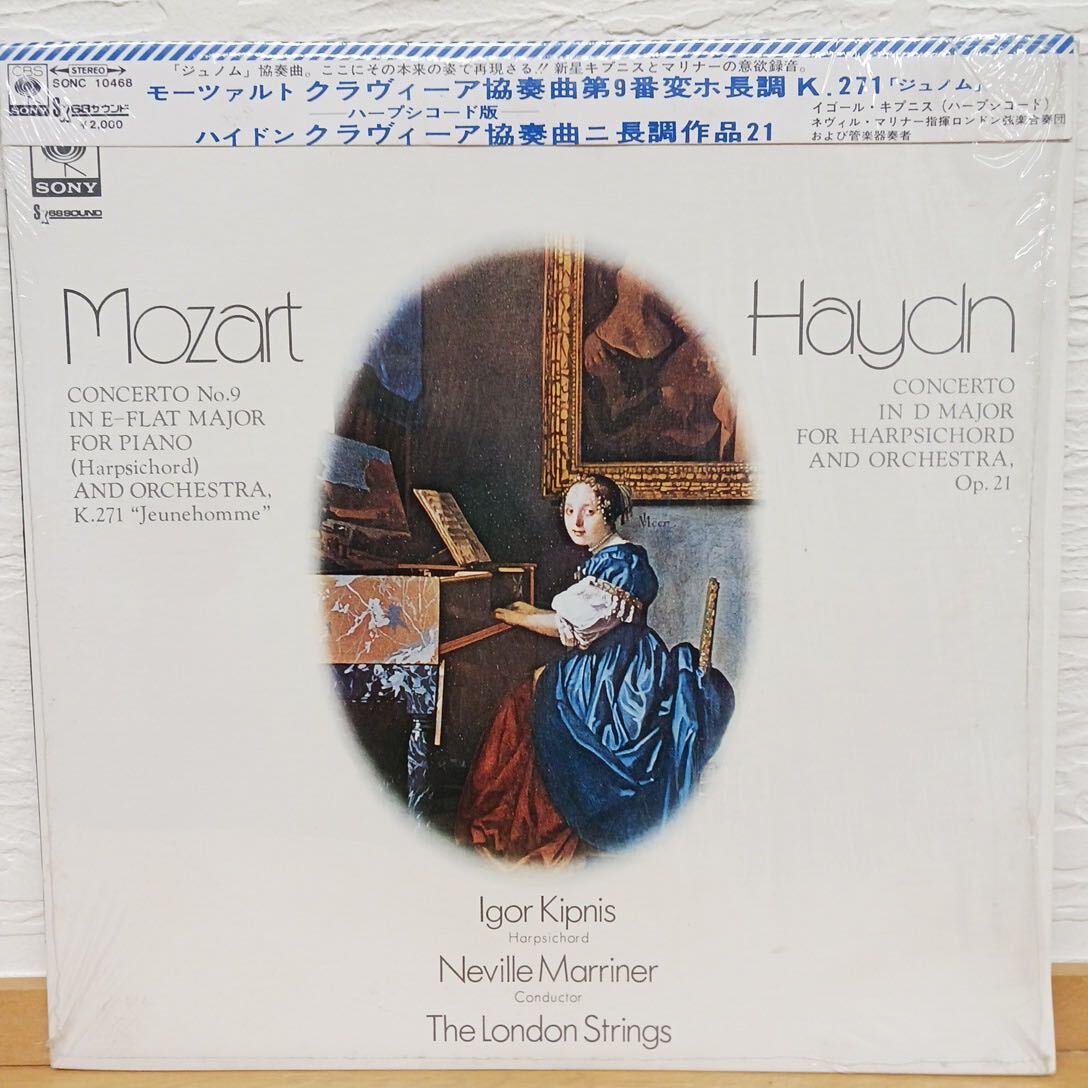 CBS
SONY
STEREO
SONC 10468
SX68サウンド
¥2,000
「ジュノム」協奏曲。ここにその本来の姿で再現さる!! 新星キプニスとマリナーの意欲録音。
モーツァルト クラヴィーア協奏曲第9番変ホ長調 K.271「ジュノム」
ハープシコード版
ハイドン クラヴィーア協奏曲ニ長調作品21
イゴール・キプニス(ハープシコード)
ネヴィル・マリナー指揮ロンドン弦楽合奏団
および管楽器奏者
SONY
SX68SOUND
Mozart
CONCERTO No.9
IN E-FLAT MAJOR
FOR PIANO
(Harpsichord)
AND ORCHESTRA,
K.271 “Jeunehomme”
Haydn
CONCERTO
IN D MAJOR
FOR HARPSICHORD
AND ORCHESTRA,
Op.21
Meer
Igor Kipnis
Harpsichord
Neville Marriner
Conductor
The London Strings